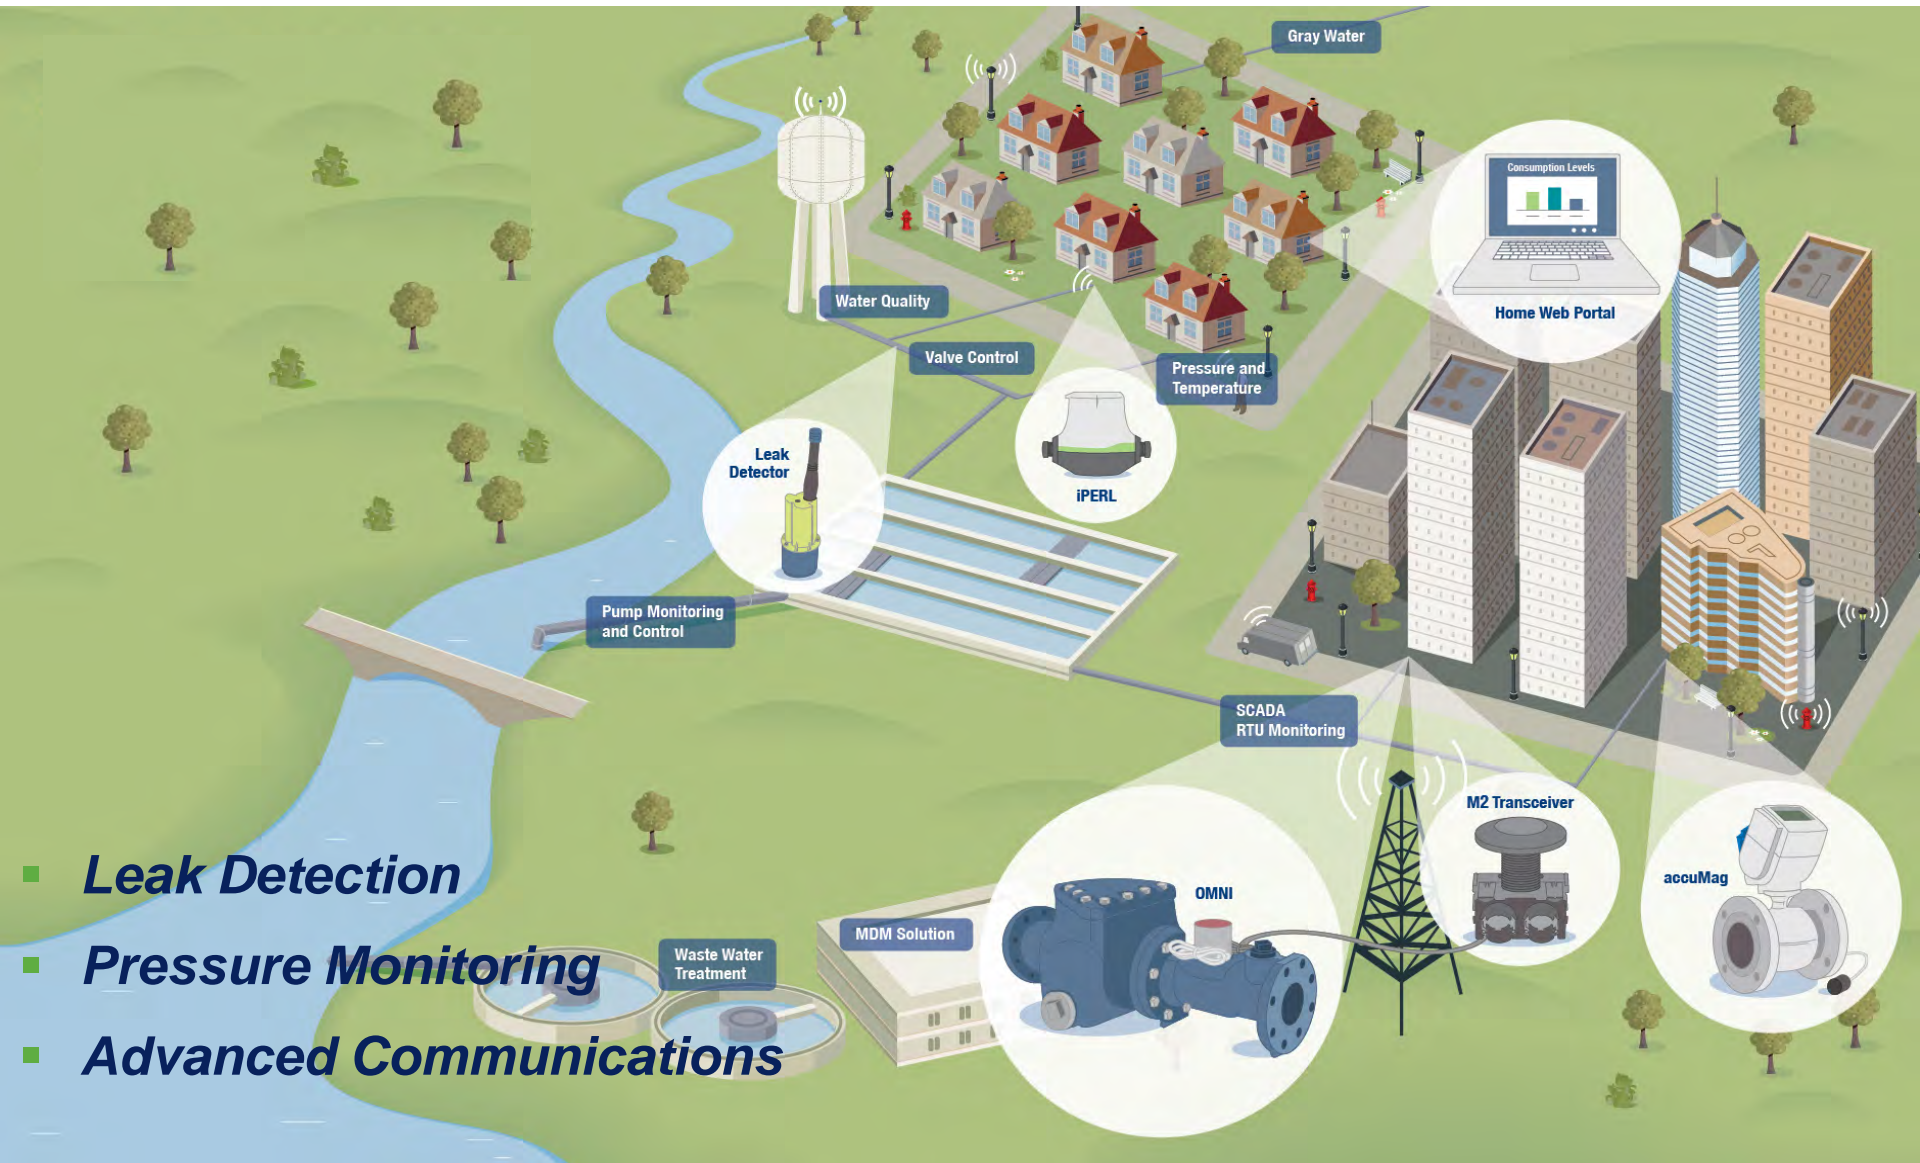 Gray Water
Consumption Levels
Home Web Portal
Water Quality
Valve Control
Pressure and
Temperature
Leak
Detector
iPERL
Pump Monitoring
and Control
SCADA
RTU Monitoring
M2 Transceiver
accuMag
OMNI
MDM Solution
Waste Water
Treatment
▪ Leak Detection
▪ Pressure Monitoring
▪ Advanced Communications